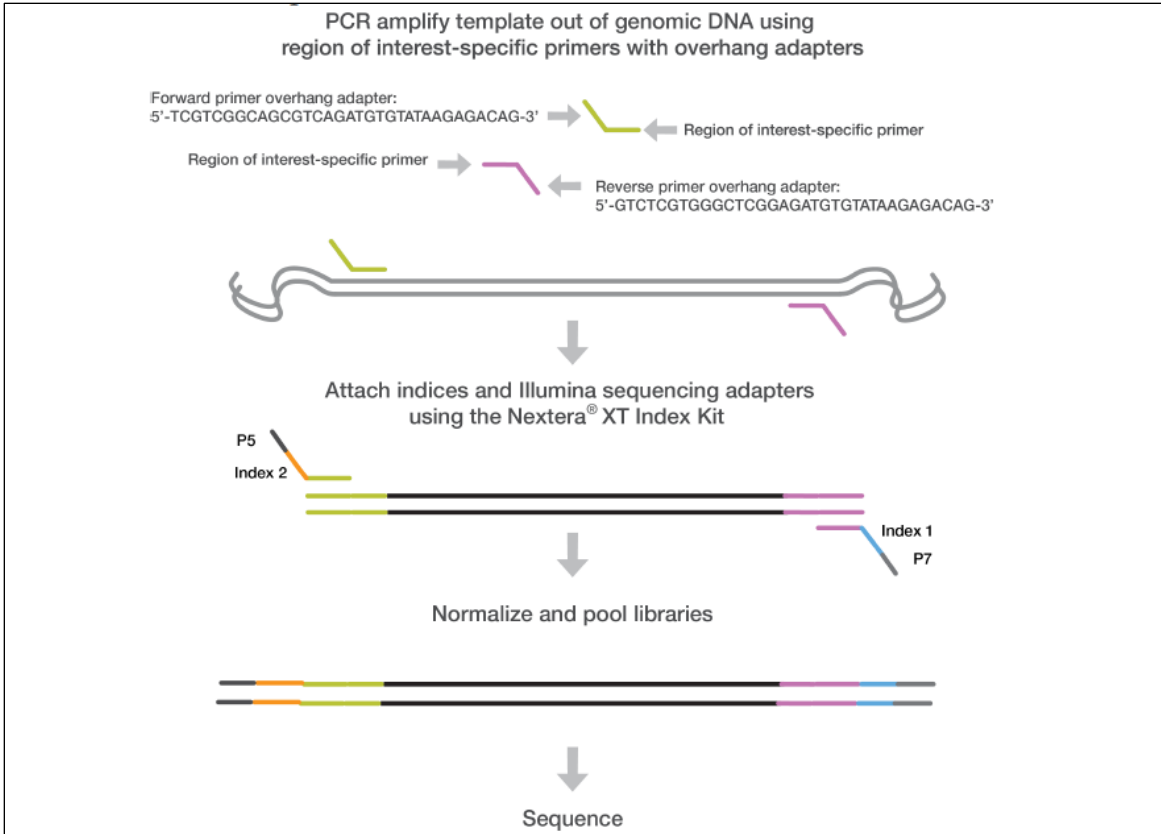 PCR amplify template out of genomic DNA using
region of interest-specific primers with overhang adapters
Forward primer overhang adapter:
5’-TCGTCGGCAGCGTCAGATGTGTATAAGAGACAG-3’
Region of interest-specific primer
Region of interest-specific primer
Reverse primer overhang adapter:
5’-GTCTCGTGGGCTCGGAGATGTGTATAAGAGACAG-3’
Attach indices and Illumina sequencing adapters
using the Nextera® XT Index Kit
P5
Index 2
Index 1
P7
Normalize and pool libraries
Sequence